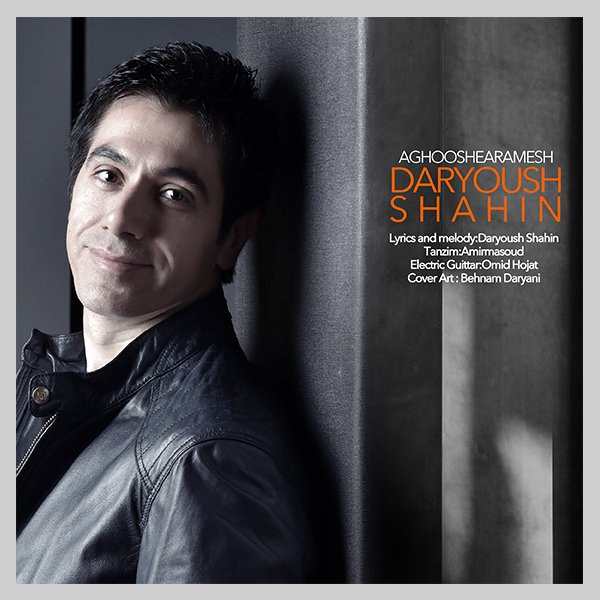 AGHOOSHEARAMESH
DARYOUSH
SHAHIN
Lyrics and melody:Daryoush Shahin
Tanzim:Amirmasoud
Electric Guittar:Omid Hojat
Cover Art : Behnam Daryani